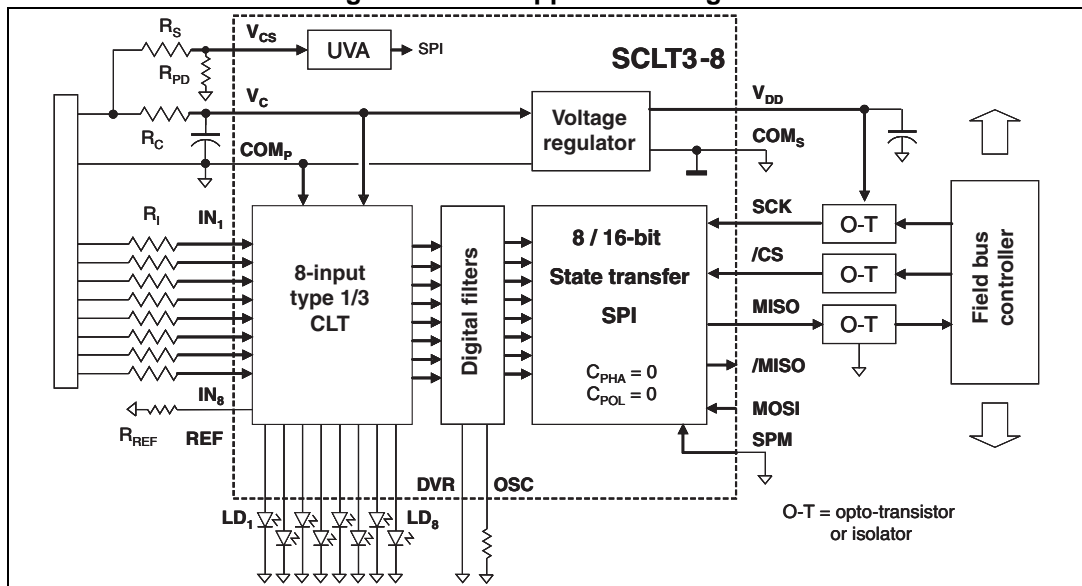 R_S
V_CS
UVA
SPI
SCLT3-8
R_PD
V_C
V_DD
Voltage
regulator
R_C
COM_P
COM_S
R_I
IN_1
8-input
type 1/3
CLT
Digital filters
8 / 16-bit
State transfer
SPI
C_PHA = 0
C_POL = 0
SCK
O-T
/CS
O-T
MISO
O-T
/MISO
MOSI
SPM
Field bus
controller
IN_8
R_REF
REF
DVR
OSC
LD_1
LD_8
O-T = opto-transistor
or isolator